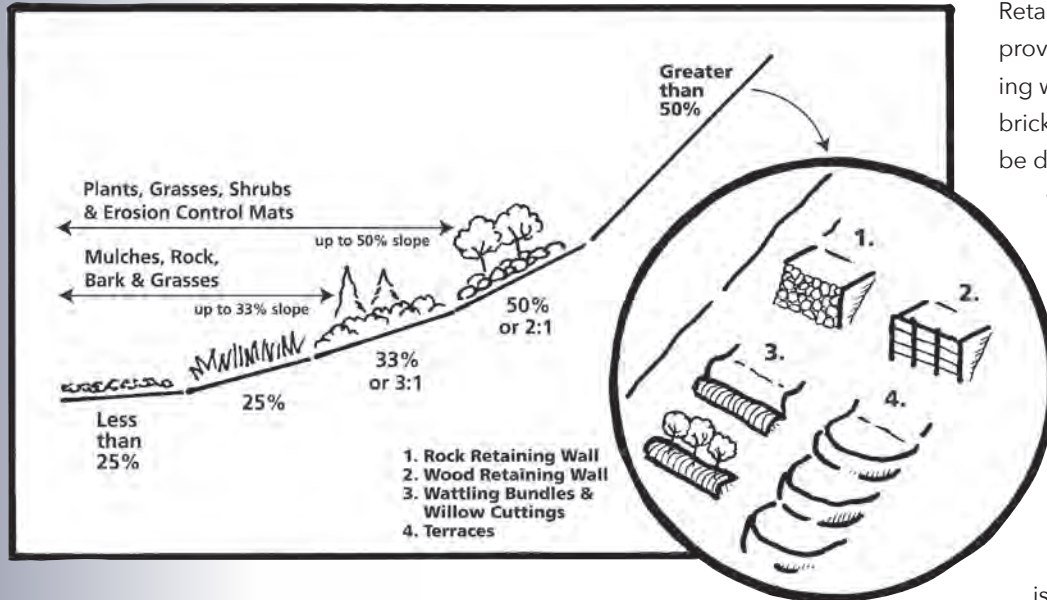 Greater
than
50%
Plants, Grasses, Shrubs
& Erosion Control Mats
up to 50% slope
Mulches, Rock,
Bark & Grasses
up to 33% slope
50%
or 2:1
33%
or 3:1
25%
Less
than
25%
1. Rock Retaining Wall
2. Wood Retaining Wall
3. Wattling Bundles &
Willow Cuttings
4. Terraces
1.
2.
3.
4.
ing w
brick
be d
is